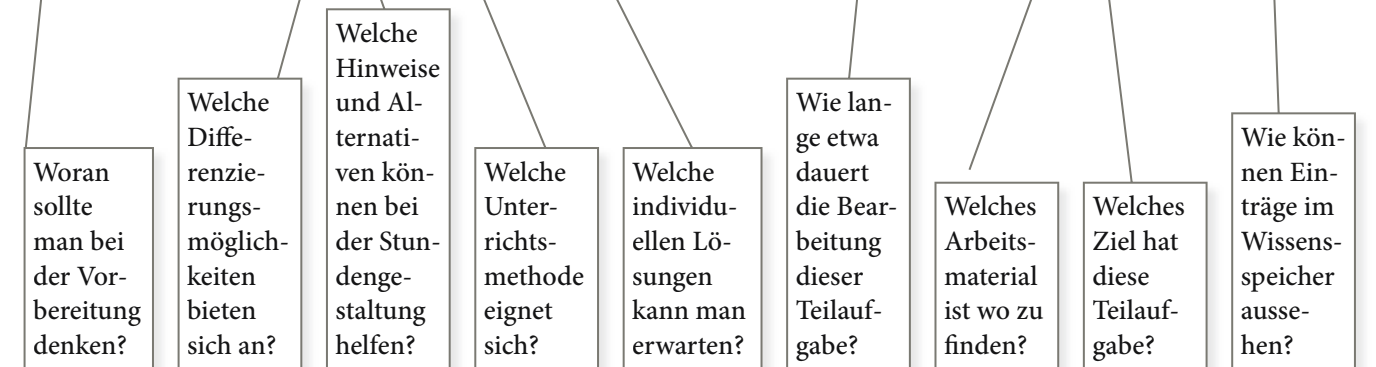 Woran
sollte
man bei
der Vor-
bereitung
denken?
Welche
Diffe-
renzie-
rungs-
möglich-
keiten
bieten
sich an?
Welche
Hinweise
und Al-
ternati-
ven kön-
nen bei
der Stun-
denge-
staltung
helfen?
Welche
Unter-
richts-
methode
eignet
sich?
Welche
individu-
ellen Lö-
sungen
kann man
erwarten?
Wie lan-
ge etwa
dauert
die Bear-
beitung
dieser
Teilauf-
gabe?
Welches
Arbeits-
material
ist wo zu
finden?
Welches
Ziel hat
diese
Teilauf-
gabe?
Wie kön-
nen Ein-
träge im
Wissens-
speicher
ausse-
hen?